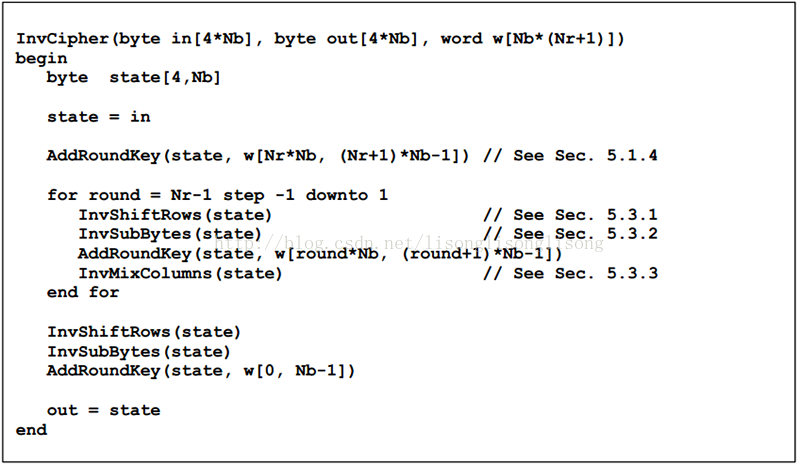 InvCipher(byte in[4*Nb], byte out[4*Nb], word w[Nb*(Nr+1)])
begin
byte state[4,Nb]
state = in
AddRoundKey(state, w[Nr*Nb, (Nr+1)*Nb-1]) // See Sec. 5.1.4
for round = Nr-1 step -1 downto 1
InvShiftRows(state) // See Sec. 5.3.1
InvSubBytes(state) // See Sec. 5.3.2
http://blog.csdn.net/lisonglisonglisong
AddRoundKey(state, w[round*Nb, (round+1)*Nb-1])
InvMixColumns(state) // See Sec. 5.3.3
end for
InvShiftRows(state)
InvSubBytes(state)
AddRoundKey(state, w[0, Nb-1])
out = state
end